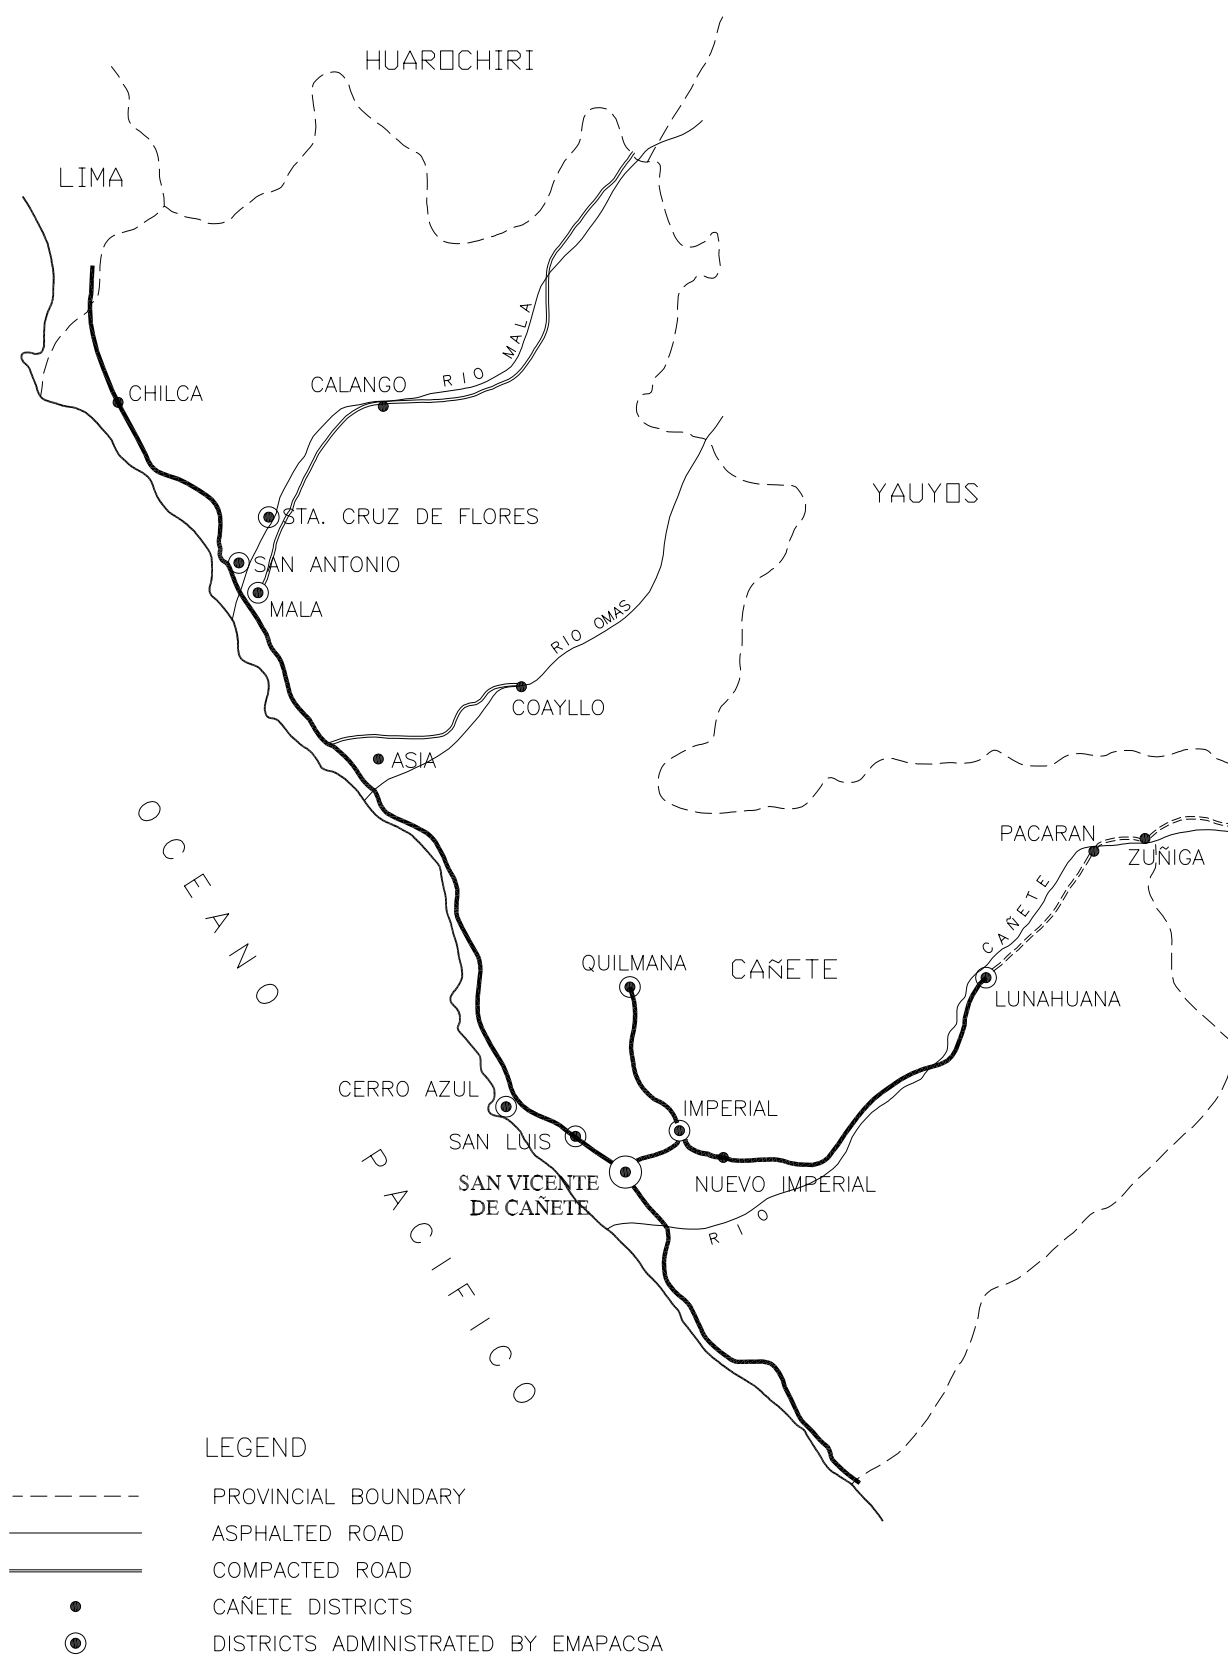 HUAROCHIRI
LIMA
RIO MALA
CALANGO
CHILCA
YAUYOS
STA. CRUZ DE FLORES
SAN ANTONIO
MALA
RIO OMAS
COAYLLO
ASIA
OCEANO
PACARAN
ZUÑIGA
CAÑETE
QUILMANA
CAÑETE
LUNAHUANA
CERRO AZUL
IMPERIAL
SAN LUIS
SAN VICENTE
DE CAÑETE
NUEVO IMPERIAL
RIO
PACIFICO
LEGEND
PROVINCIAL BOUNDARY
ASPHALTED ROAD
COMPACTED ROAD
CAÑETE DISTRICTS
DISTRICTS ADMINISTRATED BY EMAPACSA